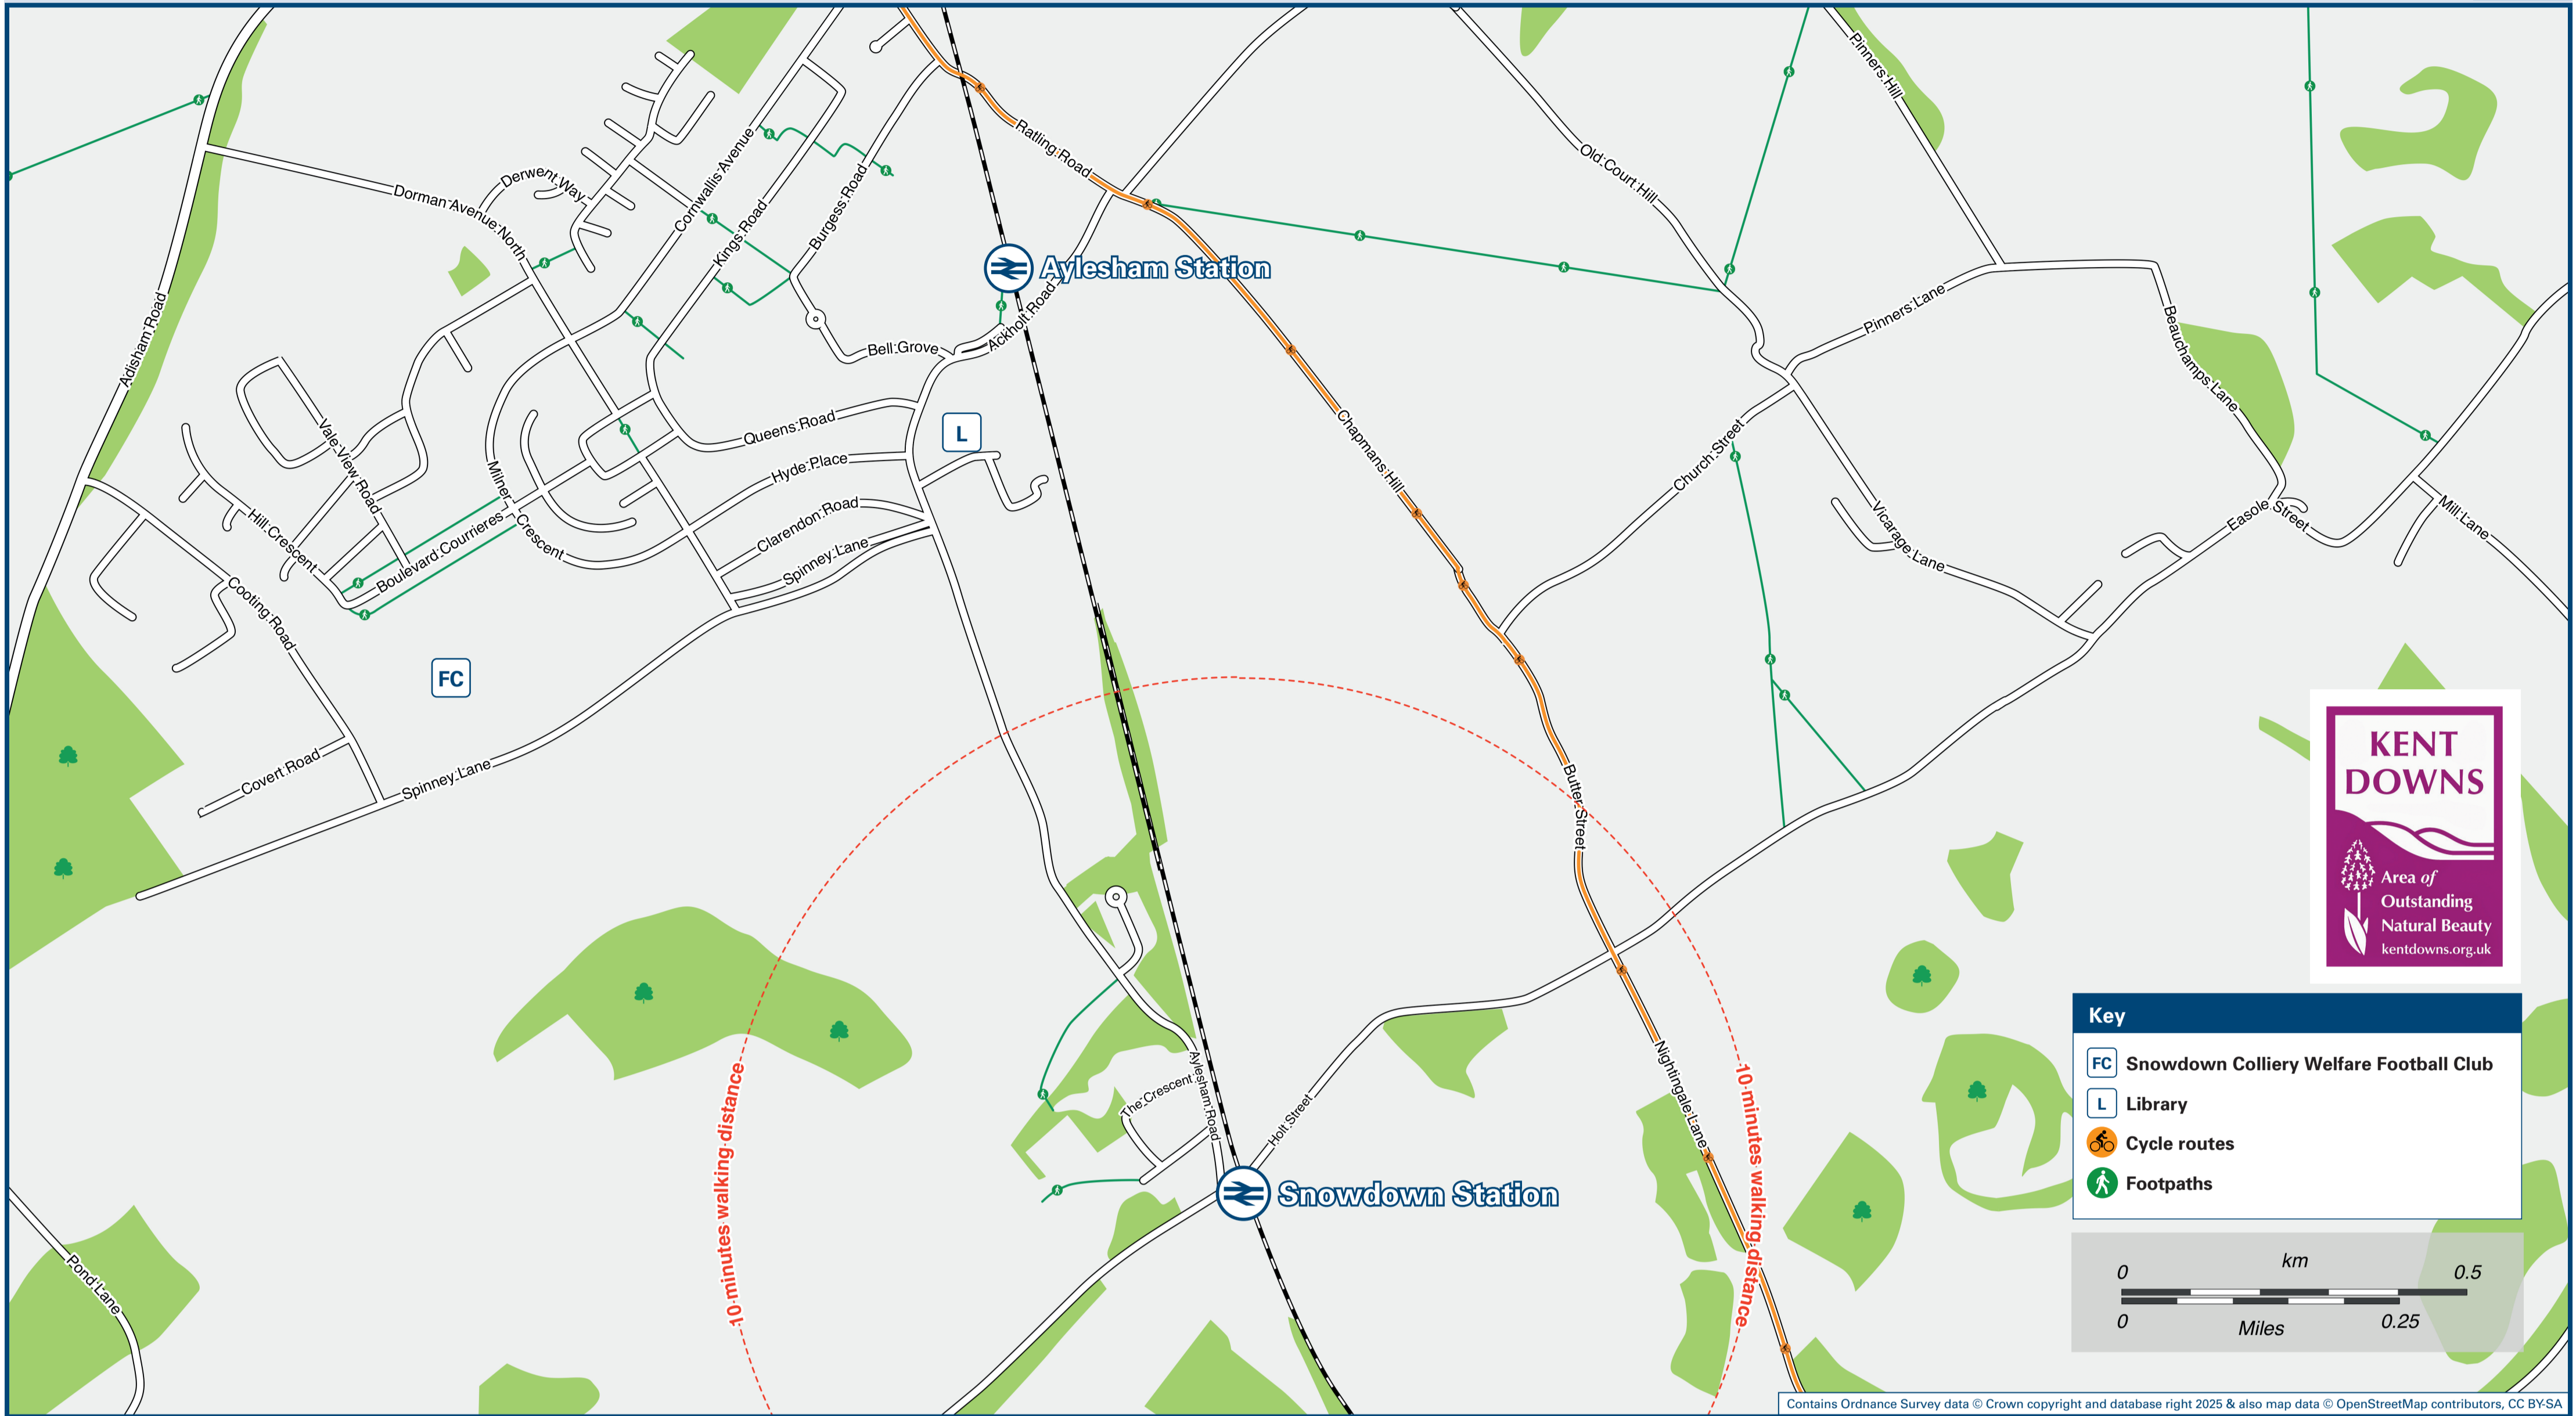 Pinners Hill
Ratling Road
Old Court Hill
Derwent Way
Dorman Avenue North
Cornwallis Avenue
Kings Road
Burgess Road
Aylesham Station
Ackholt Road
Bell Grove
Adisham Road
Pinners Lane
Beauchamps Lane
Queens Road
L
Chapmans Hill
Church Street
Hyde Place
Vale View Road
Milner Crescent
Clarendon Road
Spinney Lane
Hill Crescent
Boulevard Courrieres
Vicarage Lane
Easole Street
Mill Lane
Cooting Road
FC
Covert Road
Spinney Lane
Butter Street
KENT
DOWNS
Area of
Outstanding
Natural Beauty
kentdowns.org.uk
Key
FC Snowdown Colliery Welfare Football Club
L Library
Cycle routes
Footpaths
10 minutes walking distance
The Crescent
Aylesham Road
Holt Street
Nightingale Lane
10 minutes walking distance
Snowdown Station
Pond Lane
km
0 0.5
0 0.25
Miles
Contains Ordnance Survey data © Crown copyright and database right 2025 & also map data © OpenStreetMap contributors, CC BY-SA